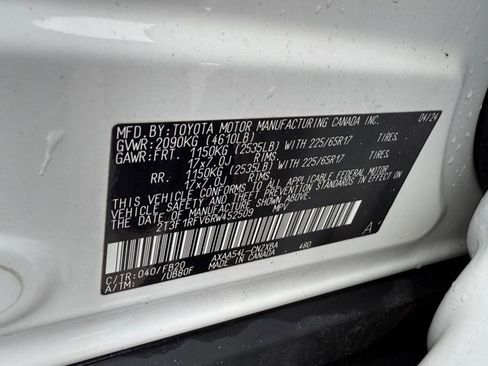 MFD.BY:TOYOTA MOTOR MANUFACTURING CANADA INC. 04/24
GVWR:2090KG (4610LB)
GAWR:FRT. 1150KG (2535LB) WITH 225/65R17 TIRES,
17x7.0J RIMS,
RR. 1150KG (2535LB) WITH 225/65R17 TIRES,
17x7.0J RIMS,
THIS VEHICLE CONFORMS TO ALL APPLICABLE FEDERAL MOTOR
VEHICLE SAFETY AND THEFT PREVENTION STANDARDS IN EFFECT
ON THE DATE OF MANUFACTURE SHOWN ABOVE.
2T3F1RFV6RW452509 MPV
A
C/TR:040/FB20 AXAA54L-CNZXBA 480
A/TM: /UB80F MADE IN CANADA